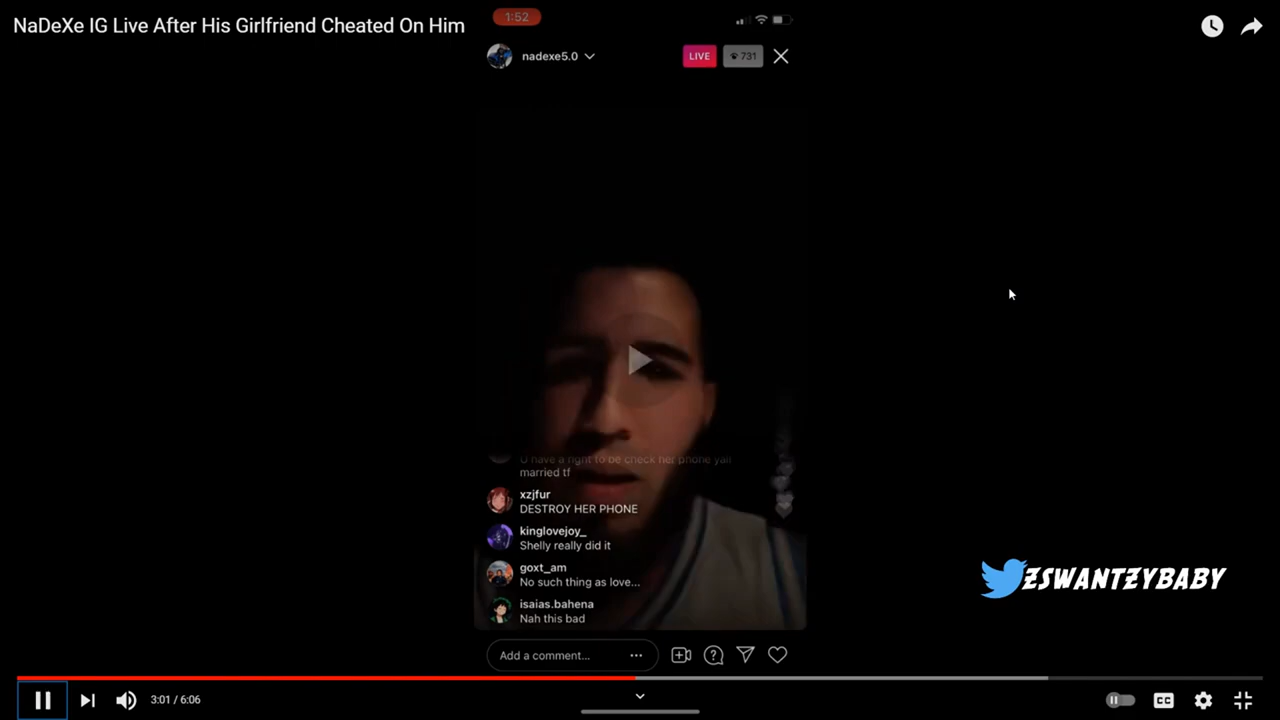 NaDeXe IG Live After His Girlfriend Cheated On Him
1:52
nadexe5.0
LIVE
731
U have a right to be check her phone yall
married tf
xzjfur
DESTROY HER PHONE
kinglovejoy_
Shelly really did it
goxt_am
No such thing as love...
isaias.bahena
Nah this bad
ZSWANTZYBABY
Add a comment...
3:01 / 6:06
CC